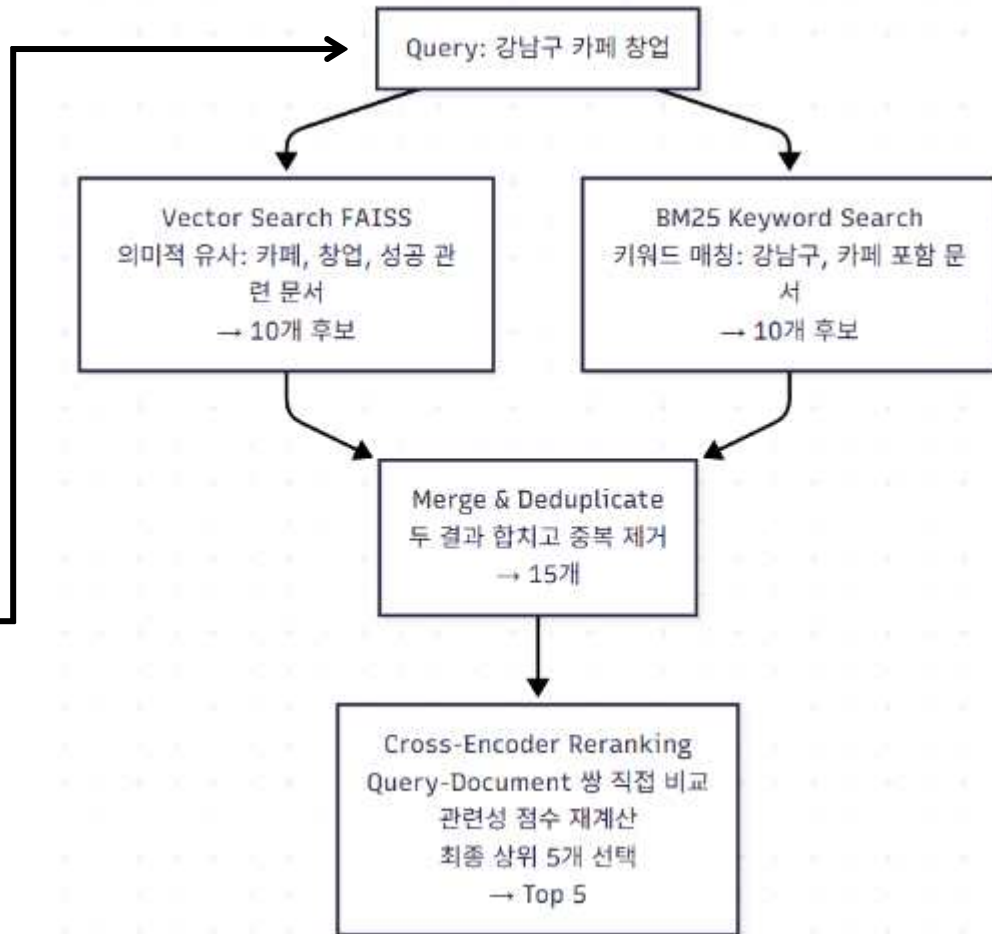 Query: 강남구 카페 창업
Vector Search FAISS
의미적 유사: 카페, 창업, 성공 관
련 문서
→ 10개 후보
BM25 Keyword Search
키워드 매칭: 강남구, 카페 포함 문
서
→ 10개 후보
Merge & Deduplicate
두 결과 합치고 중복 제거
→ 15개
Cross-Encoder Reranking
Query-Document 쌍 직접 비교
관련성 점수 재계산
최종 상위 5개 선택
→ Top 5